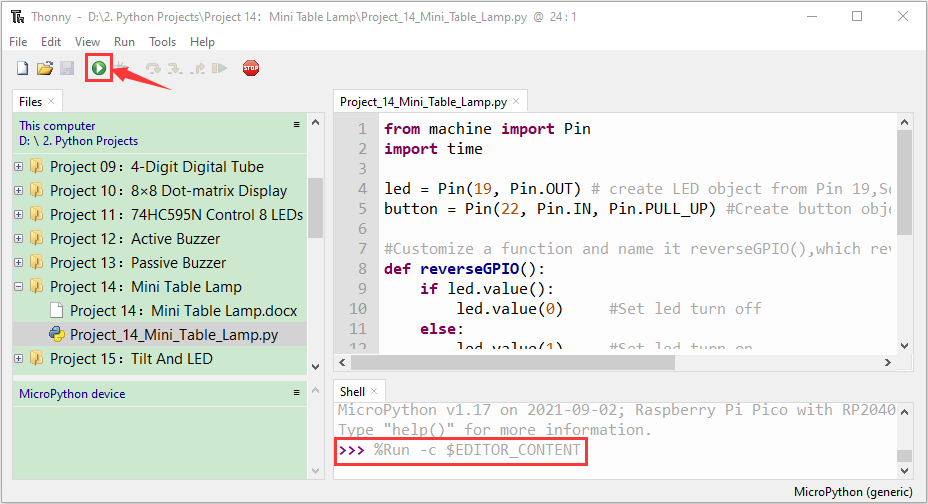 Thonny - D:\2. Python Projects\Project 14：Mini Table Lamp\Project_14_Mini_Table_Lamp.py @ 24 : 1
File Edit View Run Tools Help
STOP
Files ×
This computer
D: \ 2. Python Projects
Project 09：4-Digit Digital Tube
Project 10：8×8 Dot-matrix Display
Project 11：74HC595N Control 8 LEDs
Project 12：Active Buzzer
Project 13：Passive Buzzer
Project 14：Mini Table Lamp
Project 14：Mini Table Lamp.docx
Project_14_Mini_Table_Lamp.py
Project 15：Tilt And LED
MicroPython device
Project_14_Mini_Table_Lamp.py ×
1 from machine import Pin
2 import time
3
4 led = Pin(19, Pin.OUT) # create LED object from Pin 19,Se
5 button = Pin(22, Pin.IN, Pin.PULL_UP) #Create button obje
6
7 #Customize a function and name it reverseGPIO(),which rev
8 def reverseGPIO():
9 if led.value():
10 led.value(0) #Set led turn off
11 else:
12 led.value(1) #Set led turn on
Shell ×
MicroPython v1.17 on 2021-09-02; Raspberry Pi Pico with RP2040
Type "help()" for more information.
>>> %Run -c $EDITOR_CONTENT
MicroPython (generic)